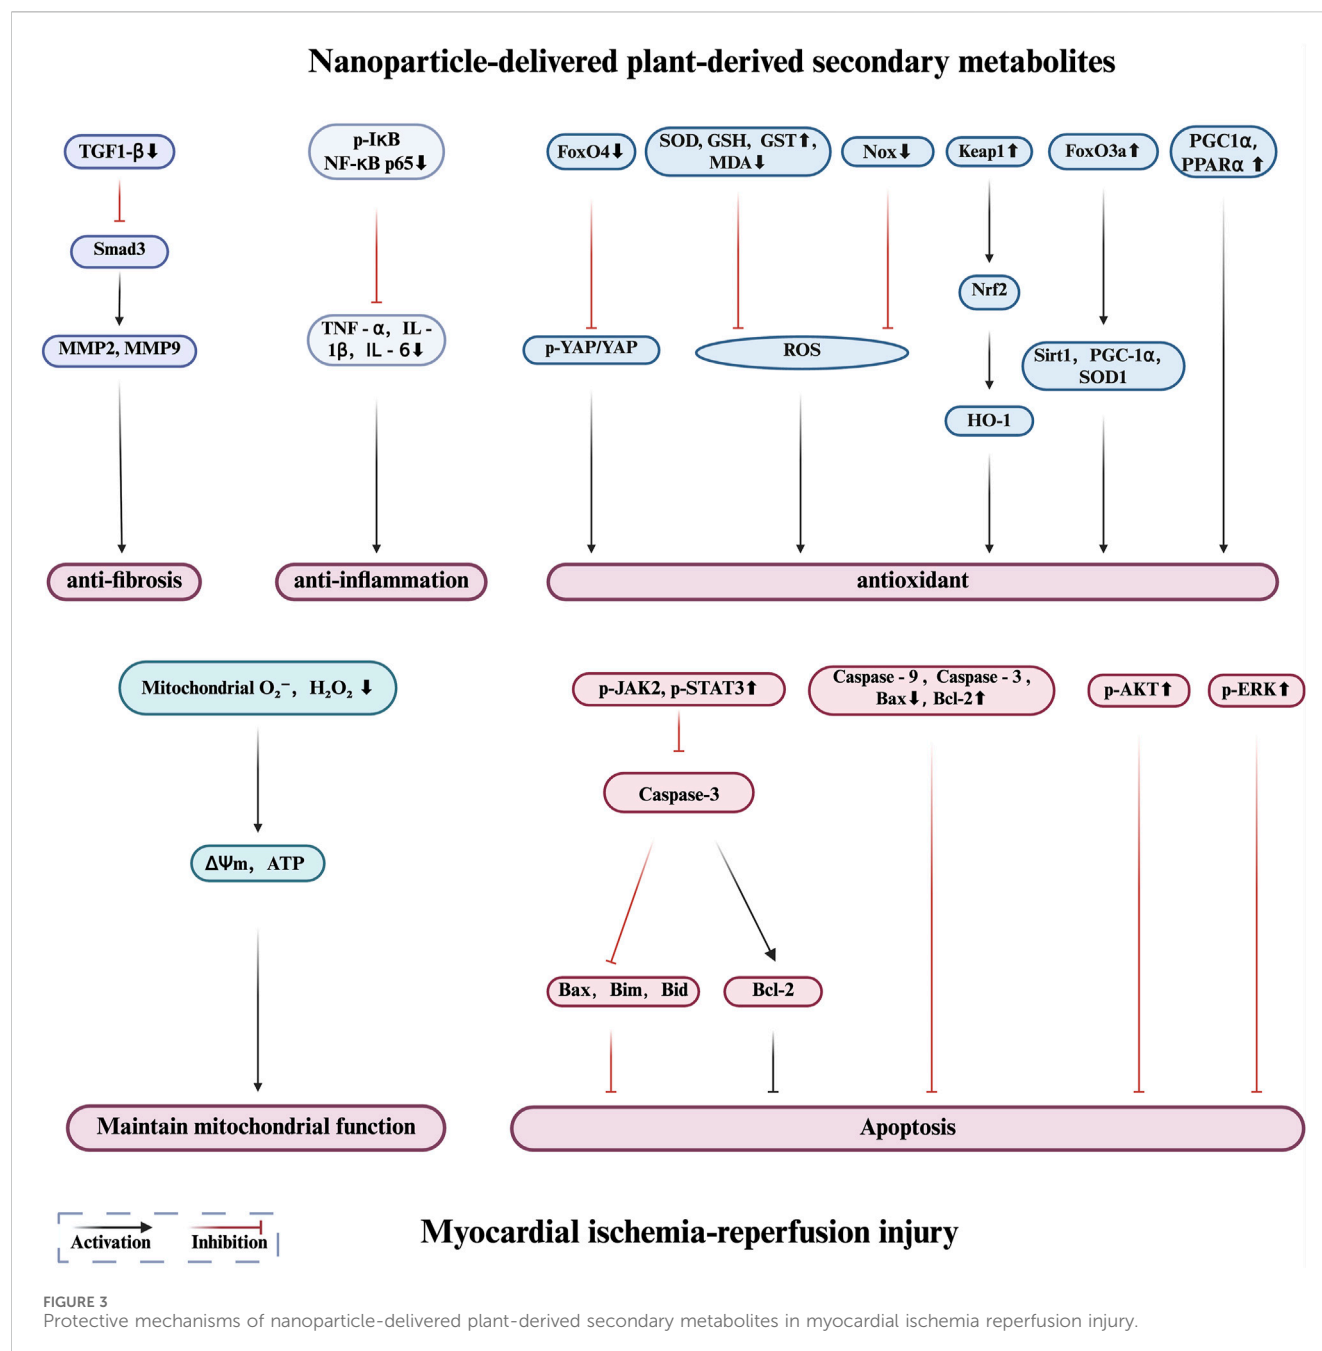 Nanoparticle-delivered plant-derived secondary metabolites
TGF1-β⬇
Smad3
MMP2, MMP9
anti-fibrosis
p-IκB
NF-κB p65⬇
TNF - α, IL -
1β, IL - 6⬇
anti-inflammation
FoxO4⬇
p-YAP/YAP
SOD, GSH, GST⬆,
MDA⬇
Nox⬇
ROS
Keap1⬆
Nrf2
HO-1
FoxO3a⬆
Sirt1, PGC-1α,
SOD1
PGC1α,
PPARα ⬆
antioxidant
Mitochondrial O₂⁻, H₂O₂ ⬇
ΔΨm, ATP
Maintain mitochondrial function
p-JAK2, p-STAT3⬆
Caspase-3
Bax, Bim, Bid
Bcl-2
Caspase - 9 , Caspase - 3 ,
Bax⬇, Bcl-2⬆
p-AKT⬆
p-ERK⬆
Apoptosis
Activation
Inhibition
Myocardial ischemia-reperfusion injury
FIGURE 3
Protective mechanisms of nanoparticle-delivered plant-derived secondary metabolites in myocardial ischemia reperfusion injury.